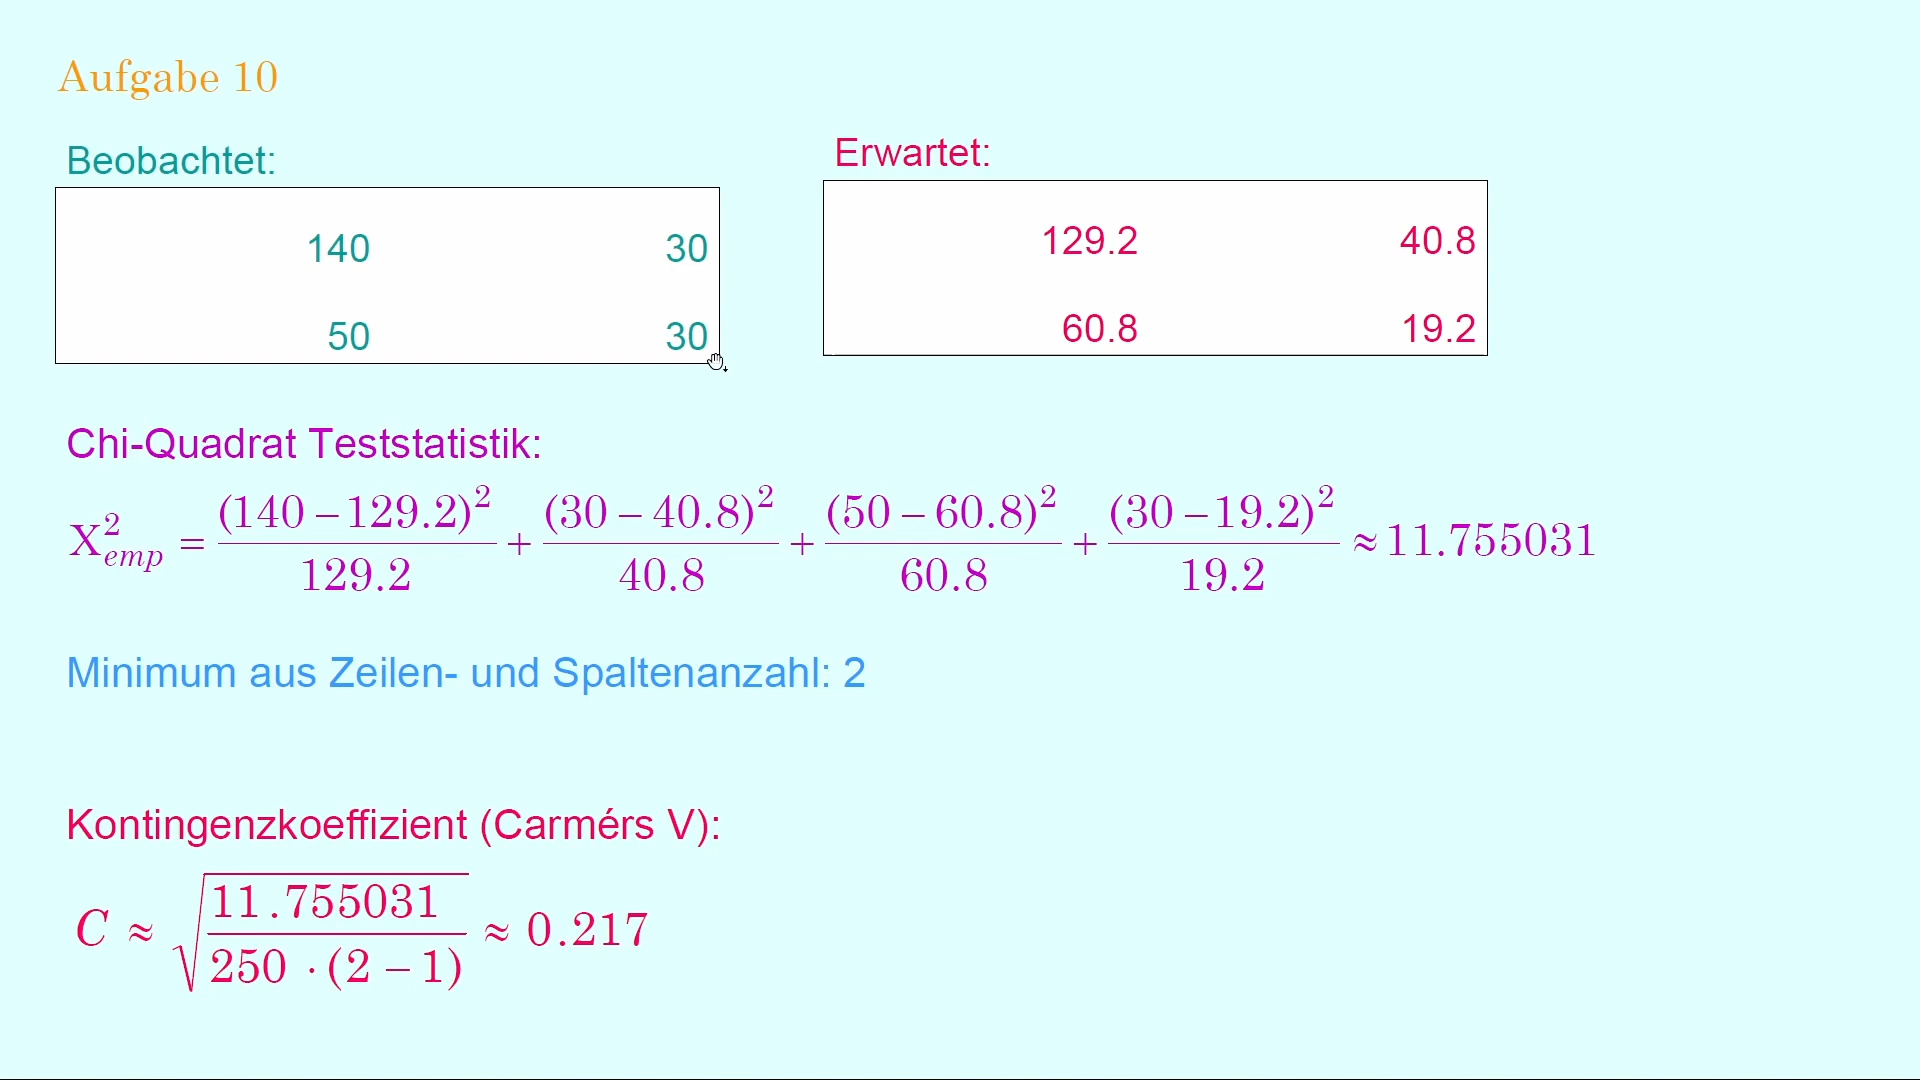 Aufgabe 10
Beobachtet:
140 30
50 30
Erwartet:
129.2 40.8
60.8 19.2
Chi-Quadrat Teststatistik:
X²ₑₘₚ = (140 − 129.2)²/129.2 + (30 − 40.8)²/40.8 + (50 − 60.8)²/60.8 + (30 − 19.2)²/19.2 ≈ 11.755031
Minimum aus Zeilen- und Spaltenanzahl: 2
Kontingenzkoeffizient (Carmérs V):
C ≈ √(11.755031/(250 · (2 − 1))) ≈ 0.217